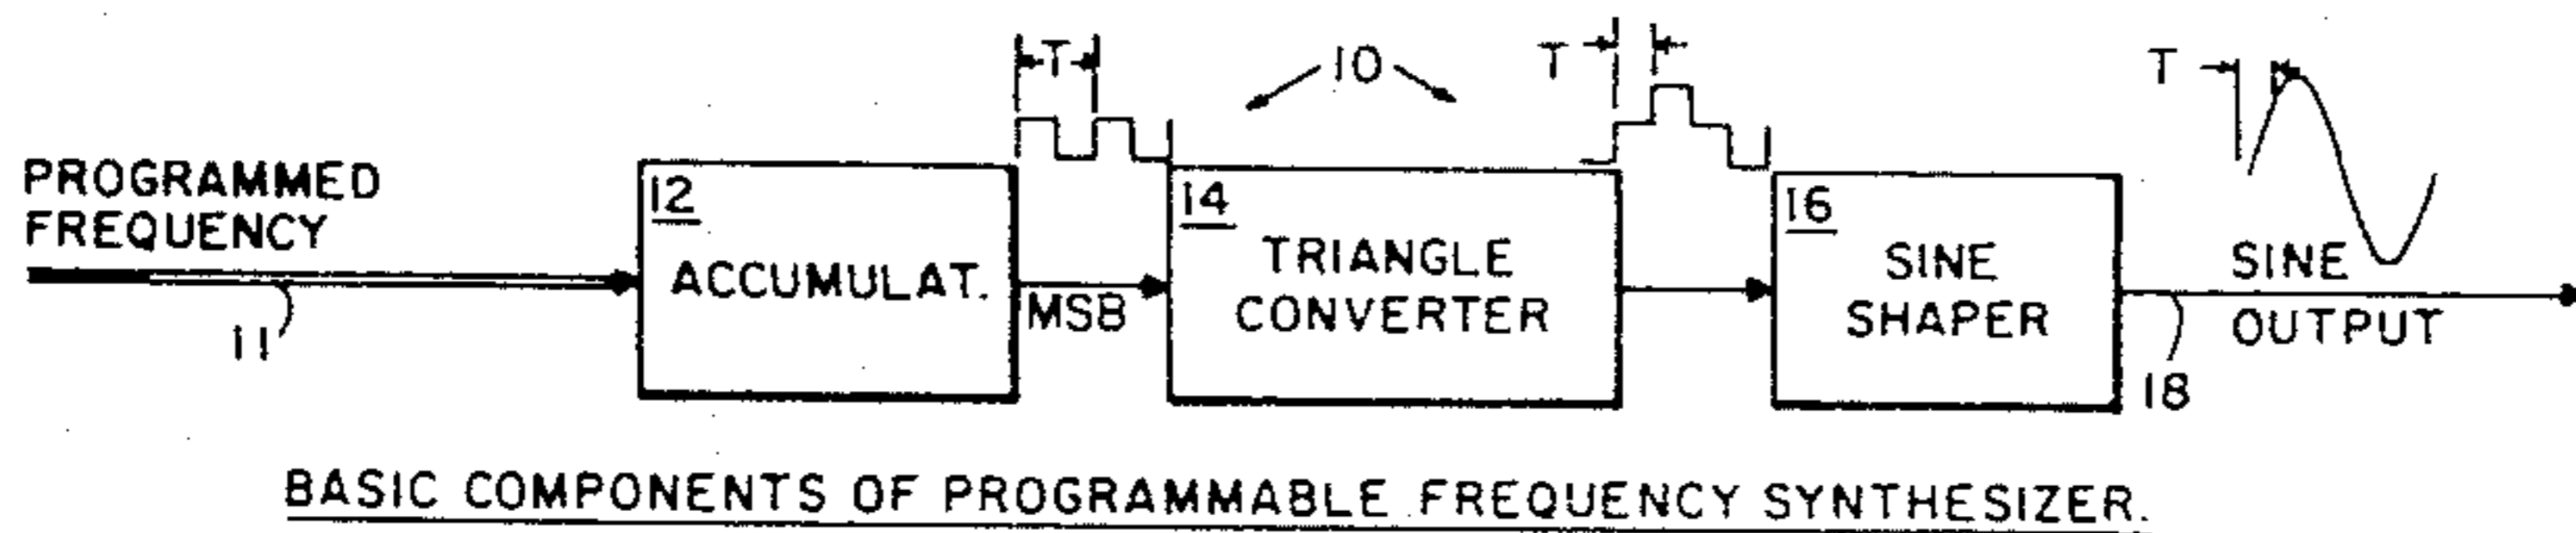 T
10
T
T
PROGRAMMED
FREQUENCY
11
12
ACCUMULAT.
MSB
14
TRIANGLE
CONVERTER
16
SINE
SHAPER
SINE
OUTPUT
18
BASIC COMPONENTS OF PROGRAMMABLE FREQUENCY SYNTHESIZER.